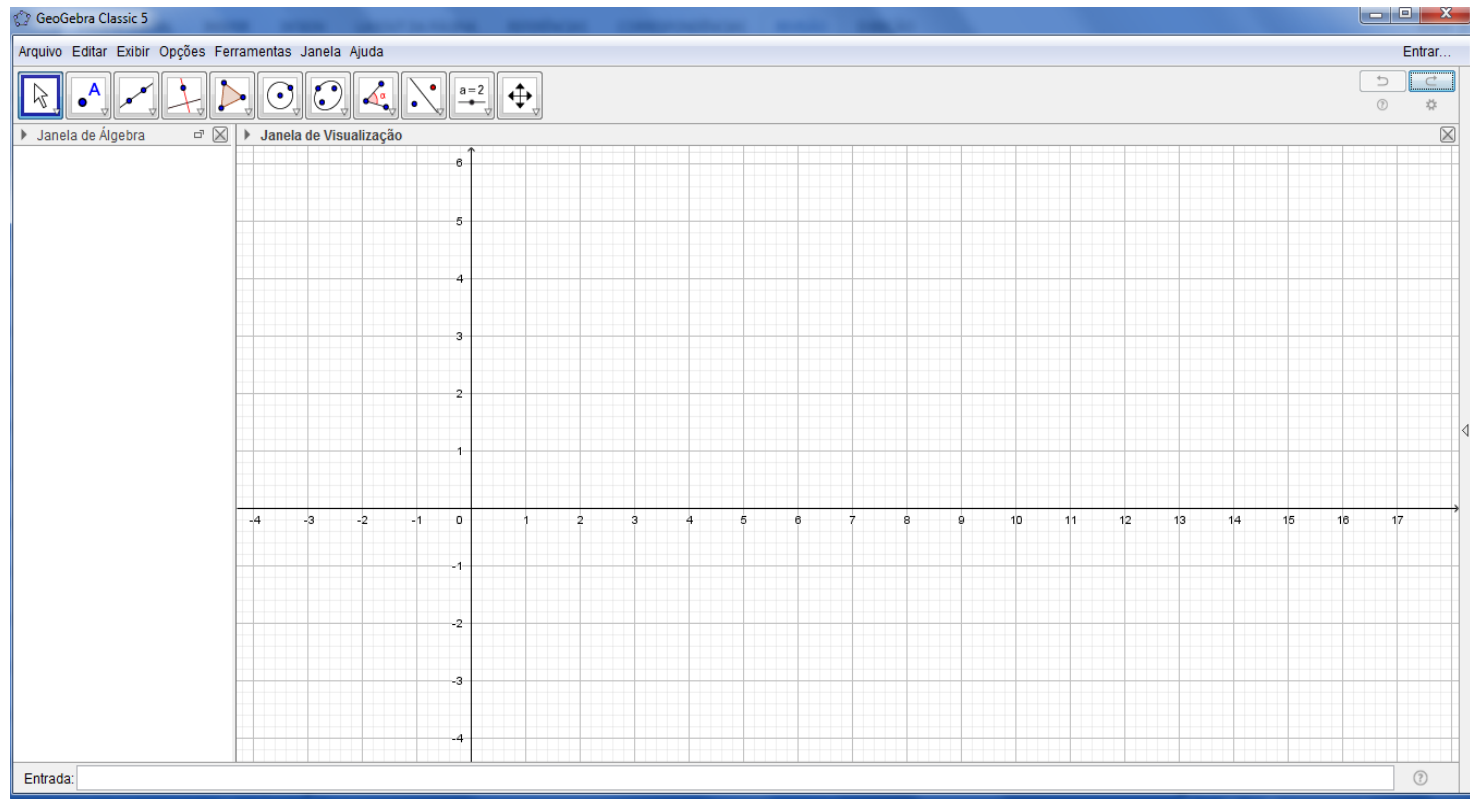 GeoGebra Classic 5
Arquivo Editar Exibir Opções Ferramentas Janela Ajuda Entrar...
A α a=2
Janela de Álgebra Janela de Visualização
6
5
4
3
2
1
-4 -3 -2 -1 0 1 2 3 4 5 6 7 8 9 10 11 12 13 14 15 16 17
-1
-2
-3
-4
Entrada: